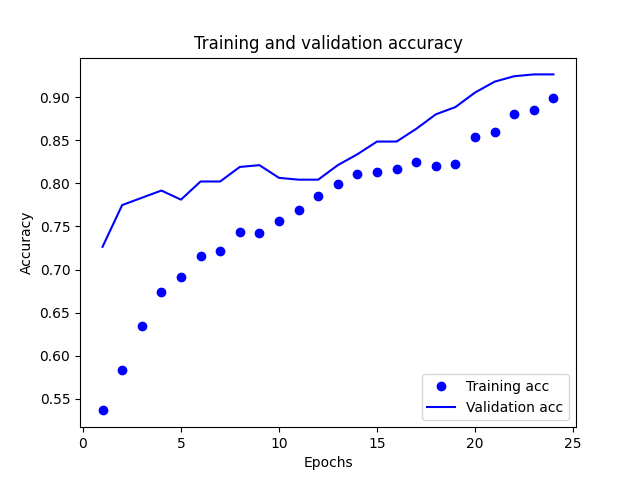 Training and validation accuracy
0.90
0.85
0.80
0.75
0.70
0.65
0.60
0.55
Accuracy
Training acc
Validation acc
0 5 10 15 20 25
Epochs